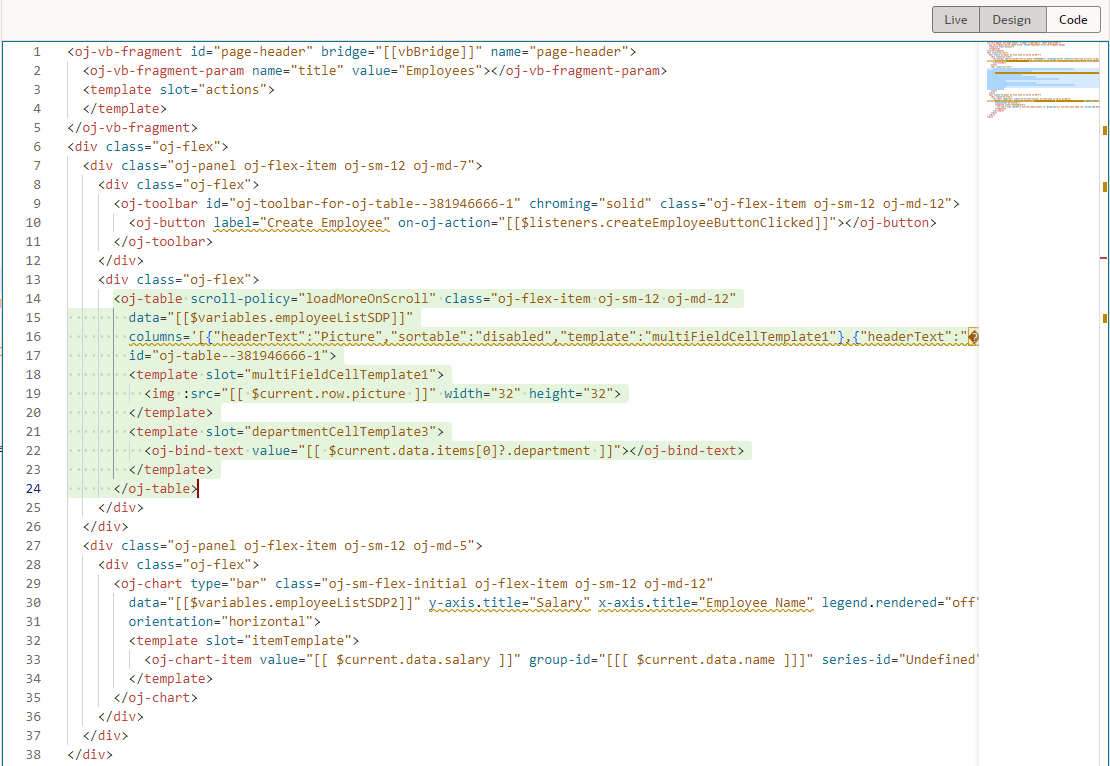 Live Design Code
1 <oj-vb-fragment id="page-header" bridge="[[vbBridge]]" name="page-header">
2 <oj-vb-fragment-param name="title" value="Employees"></oj-vb-fragment-param>
3 <template slot="actions">
4 </template>
5 </oj-vb-fragment>
6 <div class="oj-flex">
7 <div class="oj-panel oj-flex-item oj-sm-12 oj-md-7">
8 <div class="oj-flex">
9 <oj-toolbar id="oj-toolbar-for-oj-table--381946666-1" chroming="solid" class="oj-flex-item oj-sm-12 oj-md-12">
10 <oj-button label="Create Employee" on-oj-action="[[$listeners.createEmployeeButtonClicked]]"></oj-button>
11 </oj-toolbar>
12 </div>
13 <div class="oj-flex">
14 <oj-table scroll-policy="loadMoreOnScroll" class="oj-flex-item oj-sm-12 oj-md-12"
15 data="[[$variables.employeeListSDP]]"
16 columns='[{"headerText":"Picture","sortable":"disabled","template":"multiFieldCellTemplate1"},{"headerText":"�
17 id="oj-table--381946666-1">
18 <template slot="multiFieldCellTemplate1">
19 <img :src="[[ $current.row.picture ]]" width="32" height="32">
20 </template>
21 <template slot="departmentCellTemplate3">
22 <oj-bind-text value="[[ $current.data.items[0]?.department ]]"></oj-bind-text>
23 </template>
24 </oj-table>
25 </div>
26 </div>
27 <div class="oj-panel oj-flex-item oj-sm-12 oj-md-5">
28 <div class="oj-flex">
29 <oj-chart type="bar" class="oj-sm-flex-initial oj-flex-item oj-sm-12 oj-md-12"
30 data="[[$variables.employeeListSDP2]]" y-axis.title="Salary" x-axis.title="Employee Name" legend.rendered="off"
31 orientation="horizontal">
32 <template slot="itemTemplate">
33 <oj-chart-item value="[[ $current.data.salary ]]" group-id="[[[ $current.data.name ]]]" series-id="Undefined"
34 </template>
35 </oj-chart>
36 </div>
37 </div>
38 </div>